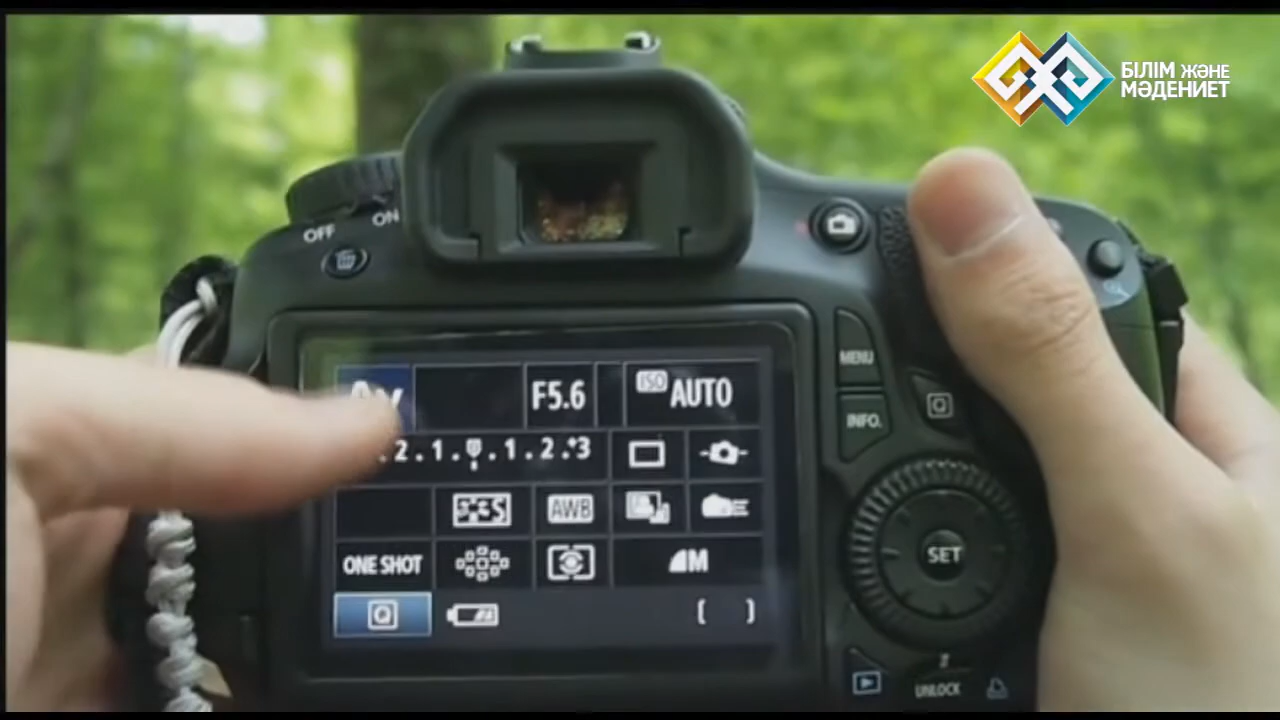 БІЛІМ ЖӘНЕ
МӘДЕНИЕТ
OFF ON
MENU
INFO.
Q
Av F5.6 ISO AUTO
.2.1.0.1.2.+3
S AWB
ONE SHOT M
Q
SET
UNLOCK